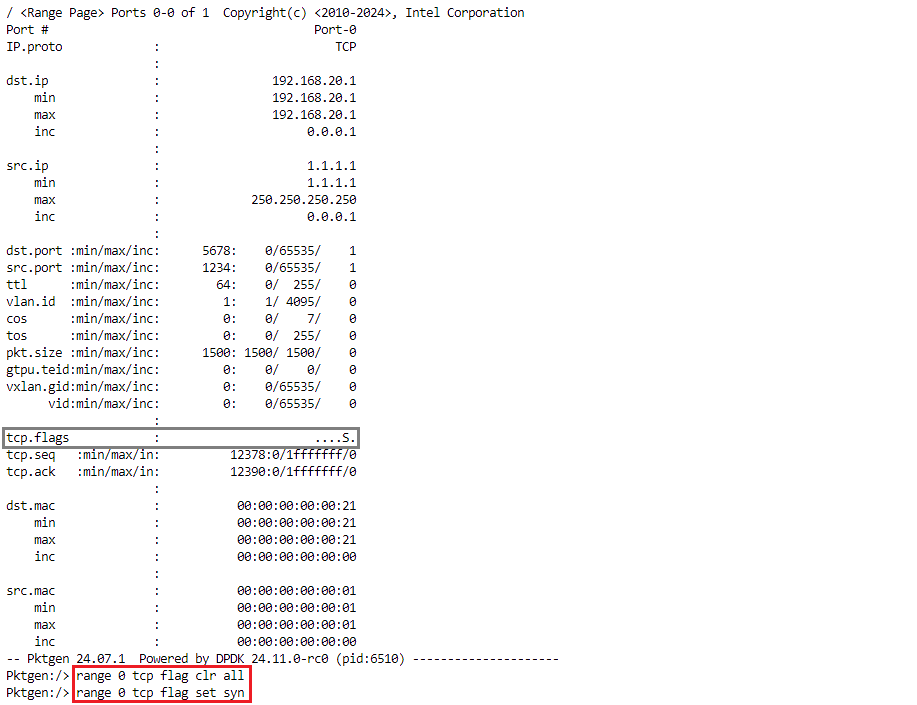 / <Range Page> Ports 0-0 of 1  Copyright(c) <2010-2024>, Intel Corporation
Port #                                      Port-0
IP.proto             :                         TCP
                     :
dst.ip               :                192.168.20.1
    min              :                192.168.20.1
    max              :                192.168.20.1
    inc              :                     0.0.0.1
                     :
src.ip               :                     1.1.1.1
    min              :                     1.1.1.1
    max              :             250.250.250.250
    inc              :                     0.0.0.1
                     :
dst.port :min/max/inc:      5678:    0/65535/    1
src.port :min/max/inc:      1234:    0/65535/    1
ttl      :min/max/inc:        64:    0/  255/    0
vlan.id  :min/max/inc:         1:    1/ 4095/    0
cos      :min/max/inc:         0:    0/    7/    0
tos      :min/max/inc:         0:    0/  255/    0
pkt.size :min/max/inc:      1500: 1500/ 1500/    0
gtpu.teid:min/max/inc:         0:    0/    0/    0
vxlan.gid:min/max/inc:         0:    0/65535/    0
      vid:min/max/inc:         0:    0/65535/    0
                     :
tcp.flags            :                      ....S.
tcp.seq   :min/max/in:          12378:0/1fffffff/0
tcp.ack   :min/max/in:          12390:0/1fffffff/0
                     :
dst.mac              :           00:00:00:00:00:21
    min              :           00:00:00:00:00:21
    max              :           00:00:00:00:00:21
    inc              :           00:00:00:00:00:00
                     :
src.mac              :           00:00:00:00:00:01
    min              :           00:00:00:00:00:01
    max              :           00:00:00:00:00:01
    inc              :           00:00:00:00:00:00
-- Pktgen 24.07.1  Powered by DPDK 24.11.0-rc0 (pid:6510) ---------------------
Pktgen:/> range 0 tcp flag clr all
Pktgen:/> range 0 tcp flag set syn